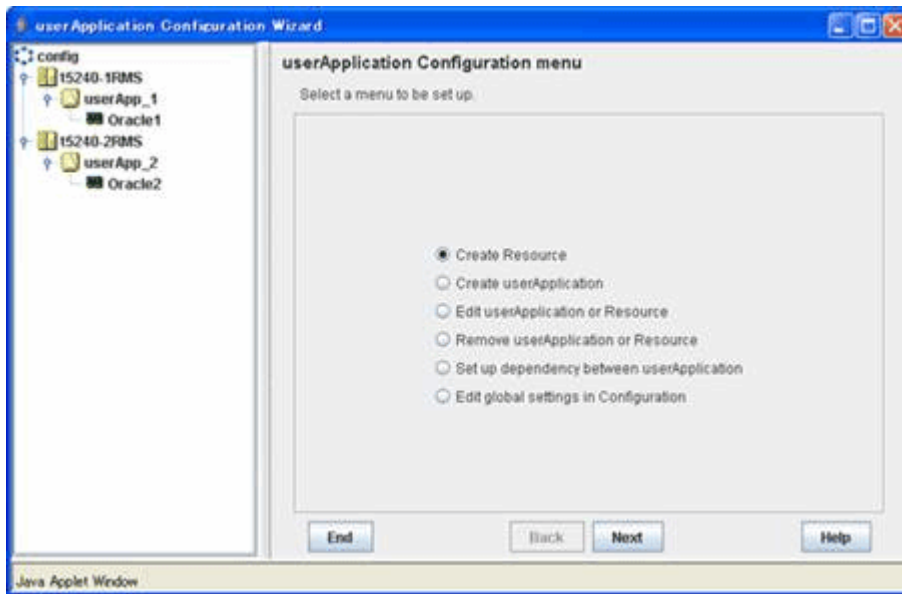 userApplication Configuration Wizard
config
t5240-1RMS
userApp_1
Oracle1
t5240-2RMS
userApp_2
Oracle2
userApplication Configuration menu
Select a menu to be set up.
Create Resource
Create userApplication
Edit userApplication or Resource
Remove userApplication or Resource
Set up dependency between userApplication
Edit global settings in Configuration
End Back Next Help
Java Applet Window